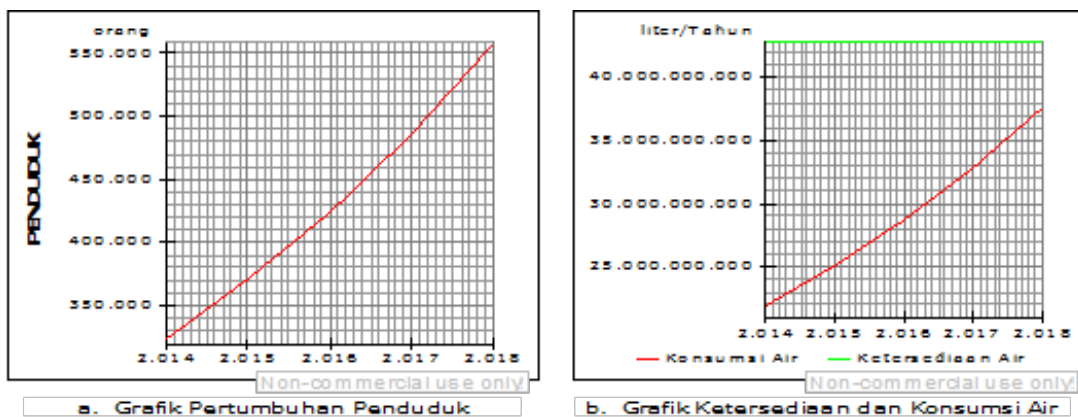 orang
550.000
500.000
450.000
400.000
350.000
PENDUDUK
2.014 2.015 2.016 2.017 2.018
Non-commercial use only!
a. Grafik Pertumbuhan Penduduk
liter/Tahun
40.000.000.000
35.000.000.000
30.000.000.000
25.000.000.000
2.014 2.015 2.016 2.017 2.018
Konsumsi Air Ketersediaan Air
Non-commercial use only!
b. Grafik Ketersediaan dan Konsumsi Air